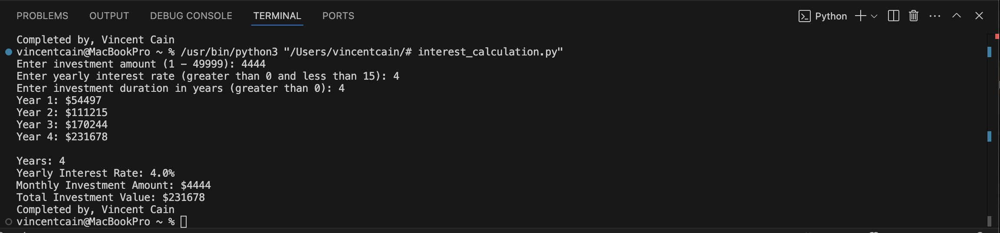 PROBLEMS OUTPUT DEBUG CONSOLE TERMINAL PORTS Python
Completed by, Vincent Cain
vincentcain@MacBookPro ~ % /usr/bin/python3 "/Users/vincentcain/# interest_calculation.py"
Enter investment amount (1 - 49999): 4444
Enter yearly interest rate (greater than 0 and less than 15): 4
Enter investment duration in years (greater than 0): 4
Year 1: $54497
Year 2: $111215
Year 3: $170244
Year 4: $231678
Years: 4
Yearly Interest Rate: 4.0%
Monthly Investment Amount: $4444
Total Investment Value: $231678
Completed by, Vincent Cain
vincentcain@MacBookPro ~ %